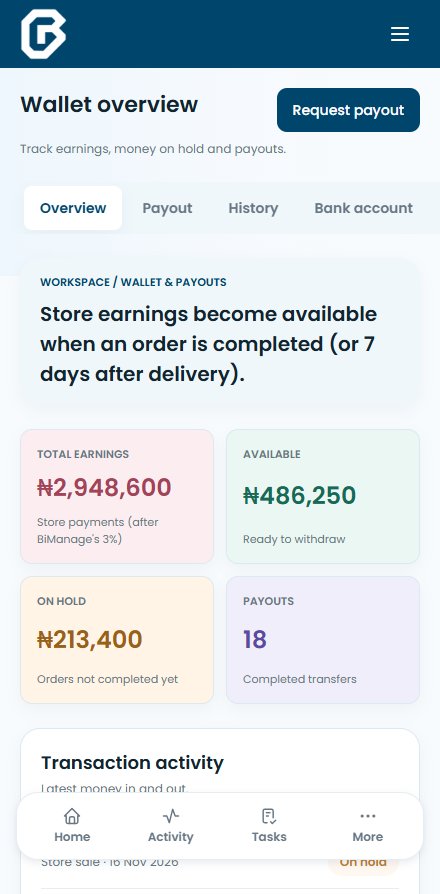 Wallet overview
Request payout
Track earnings, money on hold and payouts.
Overview
Payout
History
Bank account
WORKSPACE / WALLET & PAYOUTS
Store earnings become available
when an order is completed (or 7
days after delivery).
TOTAL EARNINGS
₦2,948,600
Store payments (after
BiManage's 3%)
AVAILABLE
₦486,250
Ready to withdraw
ON HOLD
₦213,400
Orders not completed yet
PAYOUTS
18
Completed transfers
Transaction activity
Latest money in and out.
Store sale · 16 Nov 2026
On hold
Home
Activity
Tasks
More